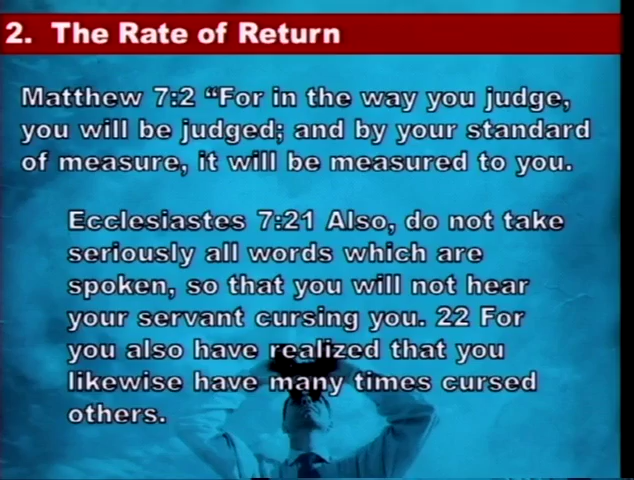 2. The Rate of Return
Matthew 7:2 “For in the way you judge,
you will be judged; and by your standard
of measure, it will be measured to you.
Ecclesiastes 7:21 Also, do not take
seriously all words which are
spoken, so that you will not hear
your servant cursing you. 22 For
you also have realized that you
likewise have many times cursed
others.